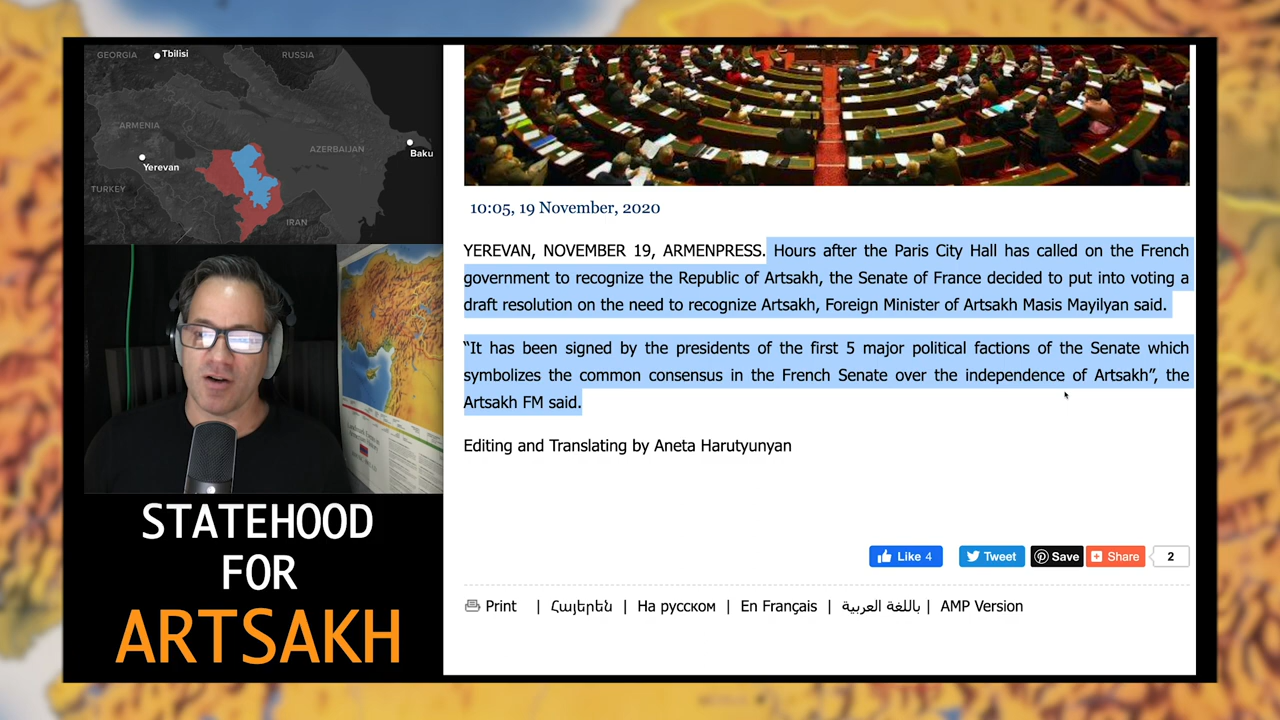 GEORGIA
Tbilisi
RUSSIA
ARMENIA
AZERBAIJAN
Baku
Yerevan
TURKEY
IRAN
STATEHOOD
FOR
ARTSAKH
10:05, 19 November, 2020
YEREVAN, NOVEMBER 19, ARMENPRESS. Hours after the Paris City Hall has called on the French
government to recognize the Republic of Artsakh, the Senate of France decided to put into voting a
draft resolution on the need to recognize Artsakh, Foreign Minister of Artsakh Masis Mayilyan said.
“It has been signed by the presidents of the first 5 major political factions of the Senate which
symbolizes the common consensus in the French Senate over the independence of Artsakh”, the
Artsakh FM said.
Editing and Translating by Aneta Harutyunyan
Like 4 Tweet Save Share 2
Print | Հայերեն | На русском | En Français | باللغة العربية | AMP Version